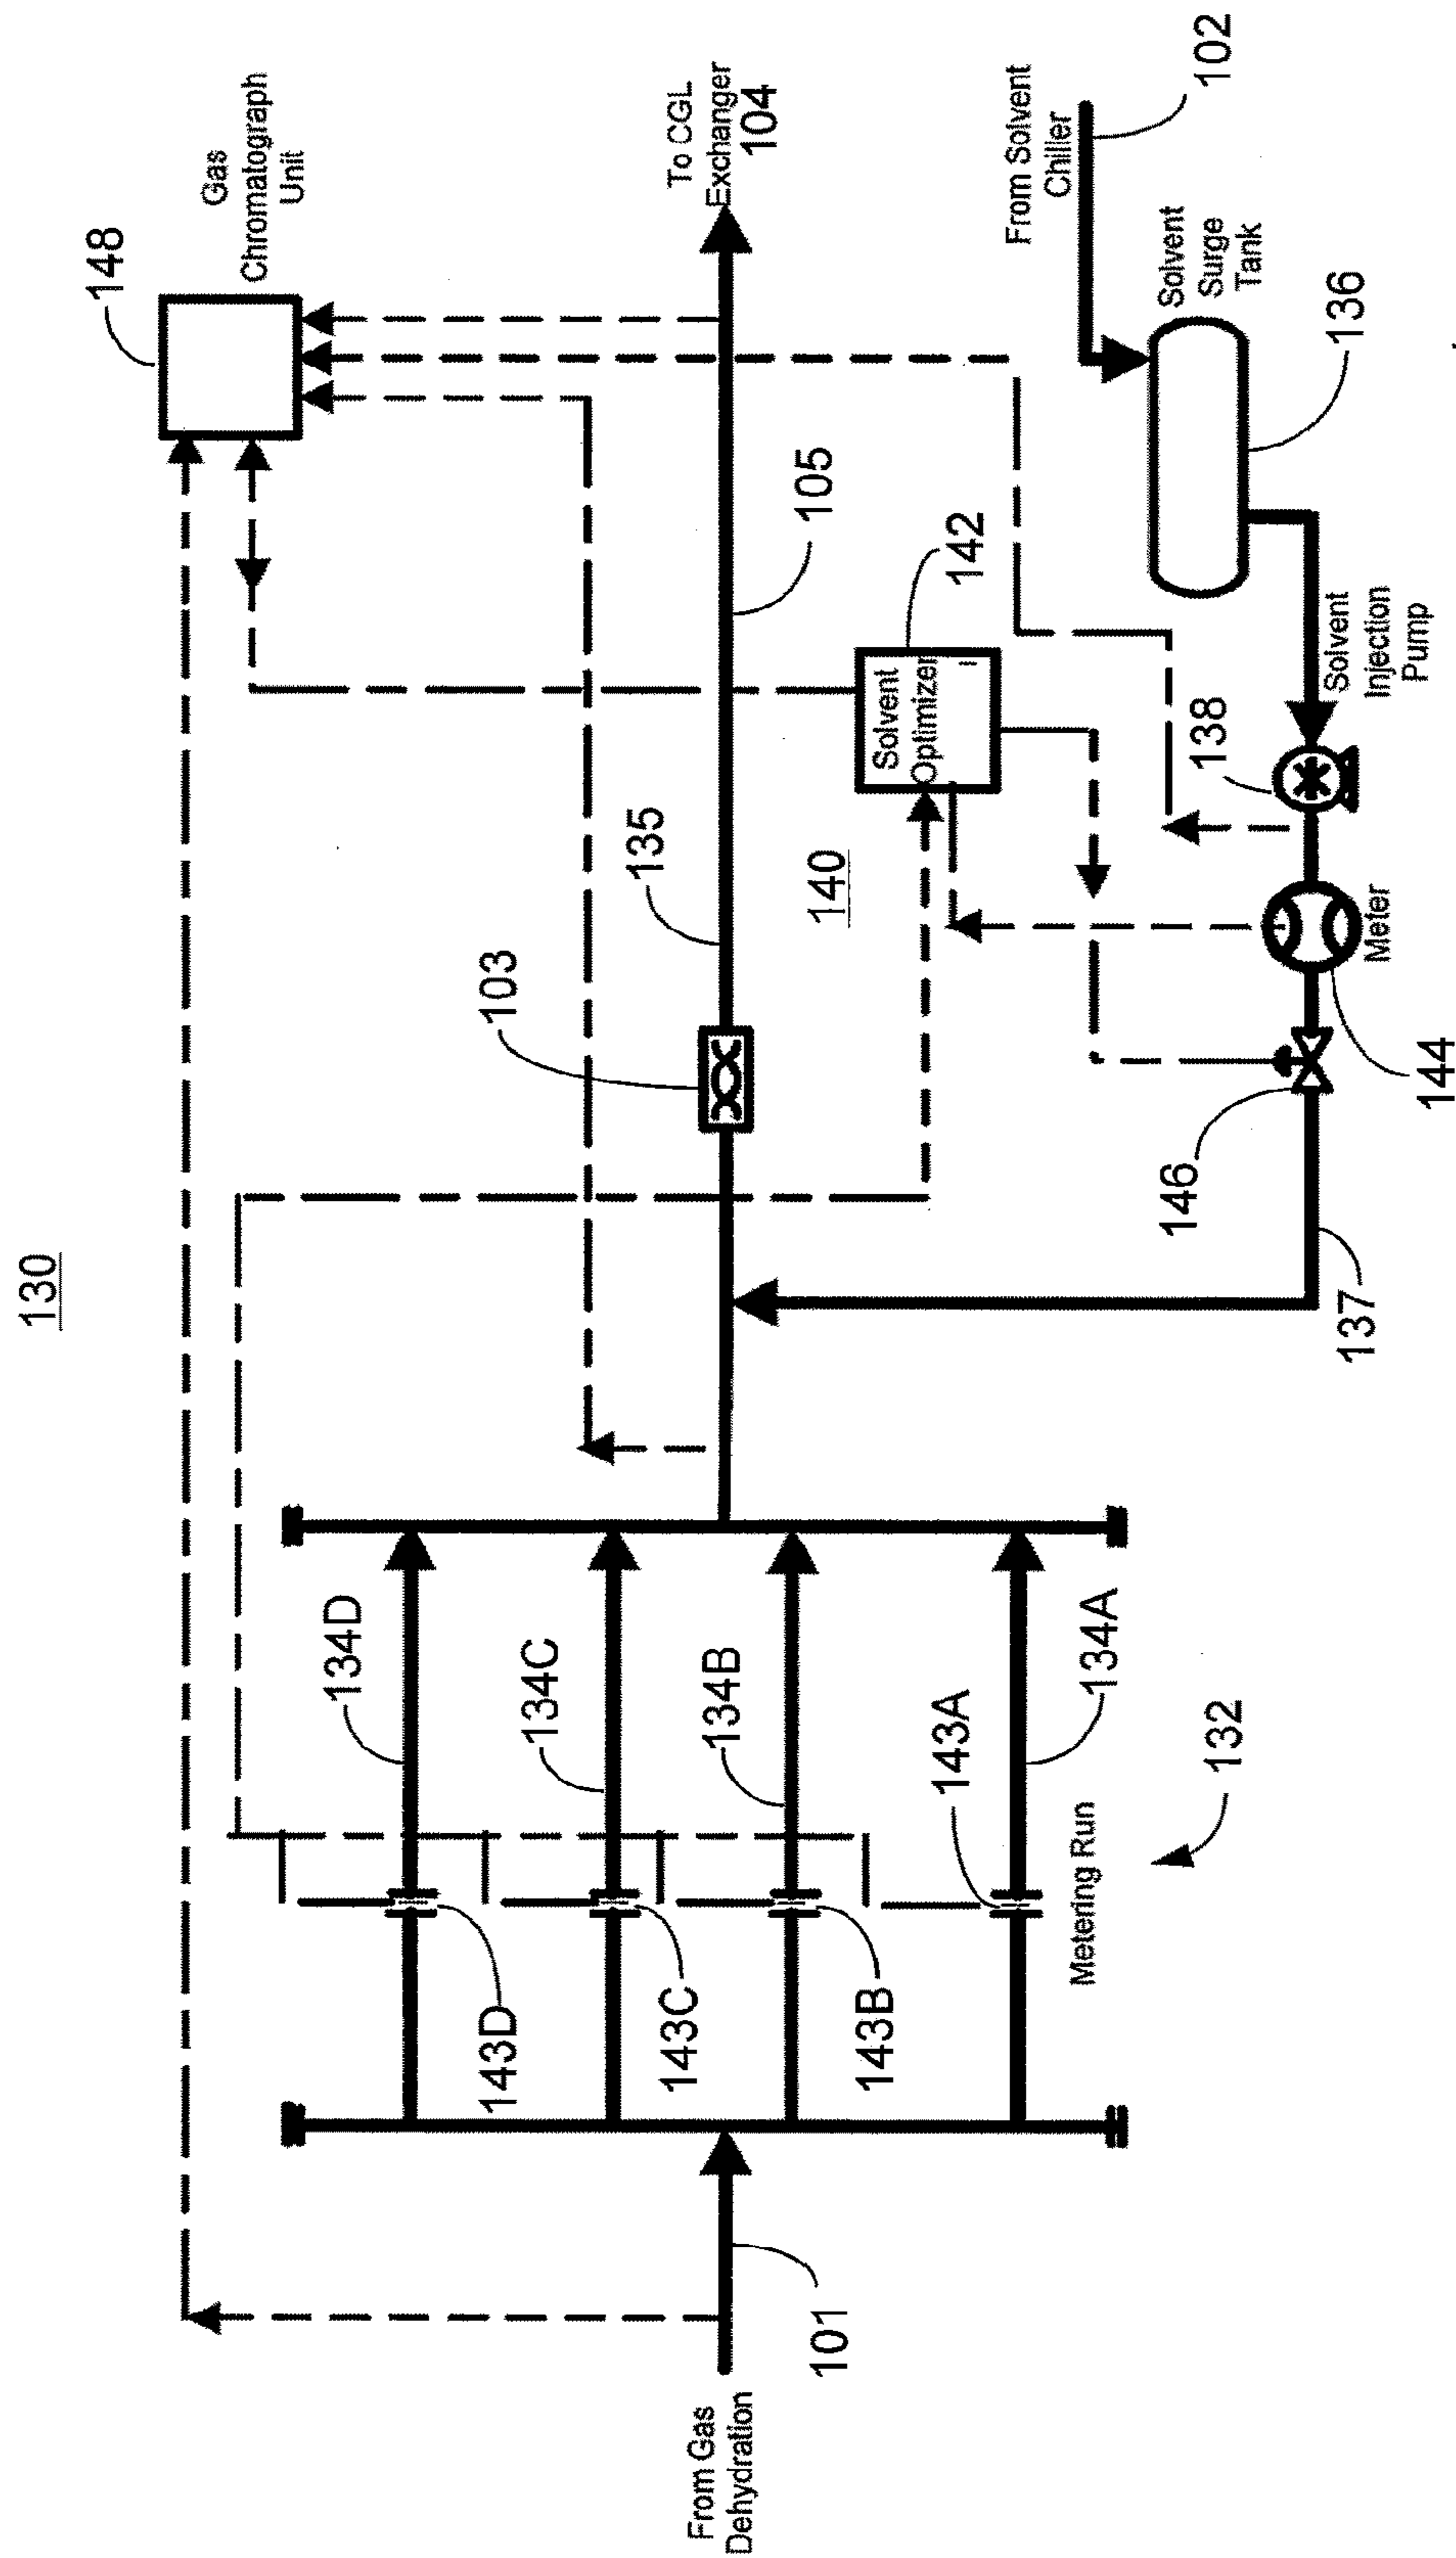 130
148
Gas
Chromatograph
Unit
To CGL
Exchanger
104
From Solvent
Chiller
102
Solvent
Surge
Tank
136
105
142
Solvent
Optimizer
135
140
103
138
Solvent
Injection
Pump
Meter
144
146
137
134D
134C
134B
134A
143D
143C
143B
143A
Metering Run
132
101
From Gas
Dehydration